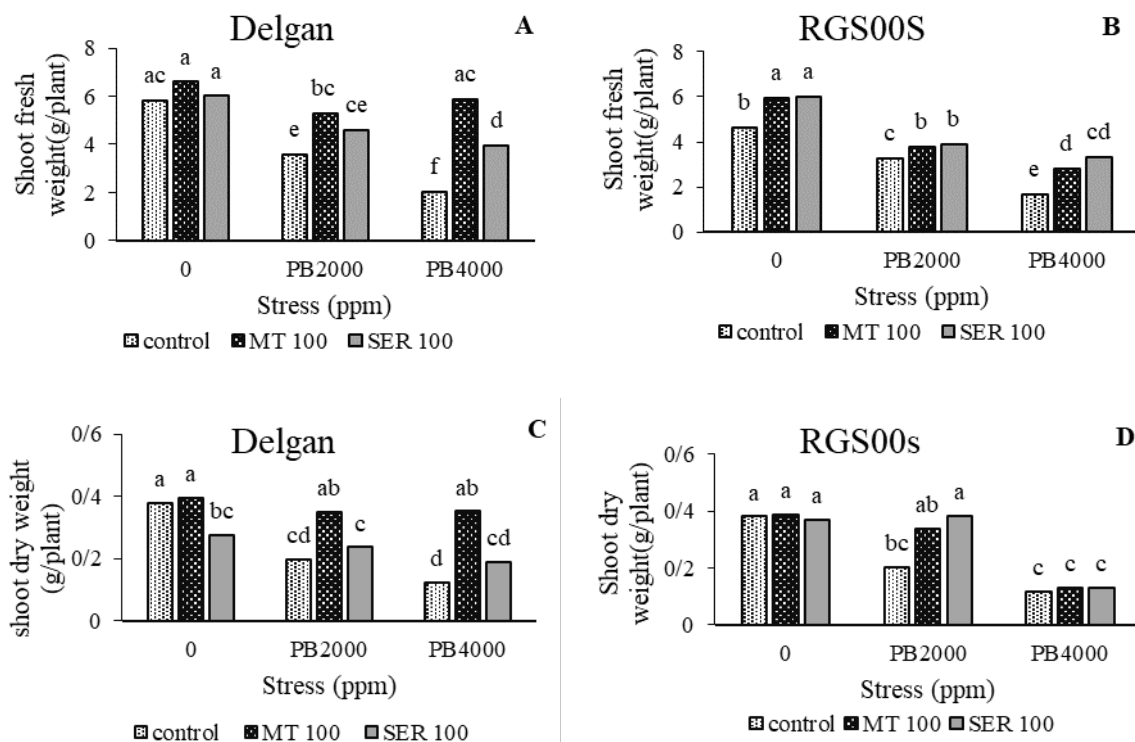 Delgan
A
Shoot fresh
weight(g/plant)
8
6
4
2
0
ac a a
e bc ce
f ac d
0 PB2000 PB4000
Stress (ppm)
control MT 100 SER 100
RGS00S
B
Shoot fresh
weight(g/plant)
8
6
4
2
0
b a a
c b b
e d cd
0 PB2000 PB4000
Stress (ppm)
control MT 100 SER 100
Delgan
C
shoot dry weight
(g/plant)
0/6
0/4
0/2
0
a a bc
cd ab c
d ab cd
0 PB2000 PB4000
Stress (ppm)
control MT 100 SER 100
RGS00s
D
Shoot dry
weight(g/plant)
0/6
0/4
0/2
0
a a a
bc ab a
c c c
0 PB2000 PB4000
Stress (ppm)
control MT 100 SER 100